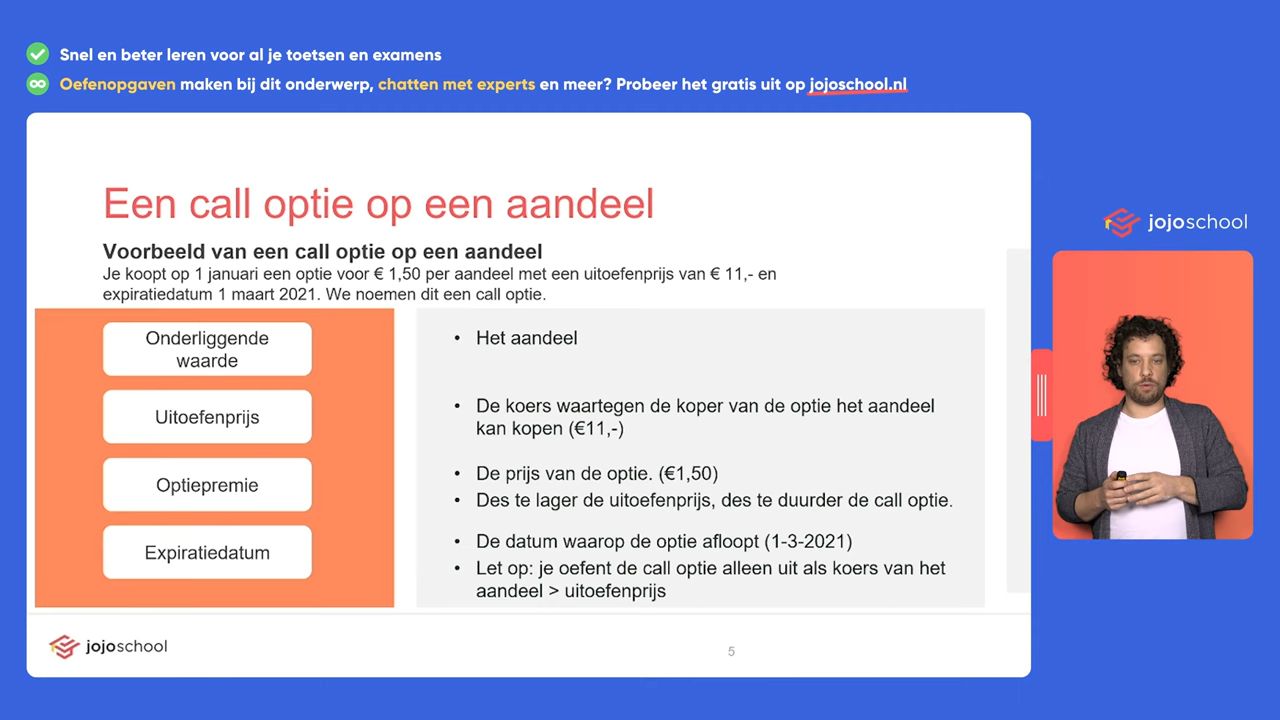 Snel en beter leren voor al je toetsen en examens
Oefenopgaven maken bij dit onderwerp, chatten met experts en meer? Probeer het gratis uit op jojoschool.nl
Een call optie op een aandeel
Voorbeeld van een call optie op een aandeel
Je koopt op 1 januari een optie voor € 1,50 per aandeel met een uitoefenprijs van € 11,- en
expiratiedatum 1 maart 2021. We noemen dit een call optie.
Onderliggende
waarde
• Het aandeel
Uitoefenprijs
• De koers waartegen de koper van de optie het aandeel
kan kopen (€11,-)
Optiepremie
• De prijs van de optie. (€1,50)
• Des te lager de uitoefenprijs, des te duurder de call optie.
Expiratiedatum
• De datum waarop de optie afloopt (1-3-2021)
• Let op: je oefent de call optie alleen uit als koers van het
aandeel > uitoefenprijs
jojoschool
5
jojoschool